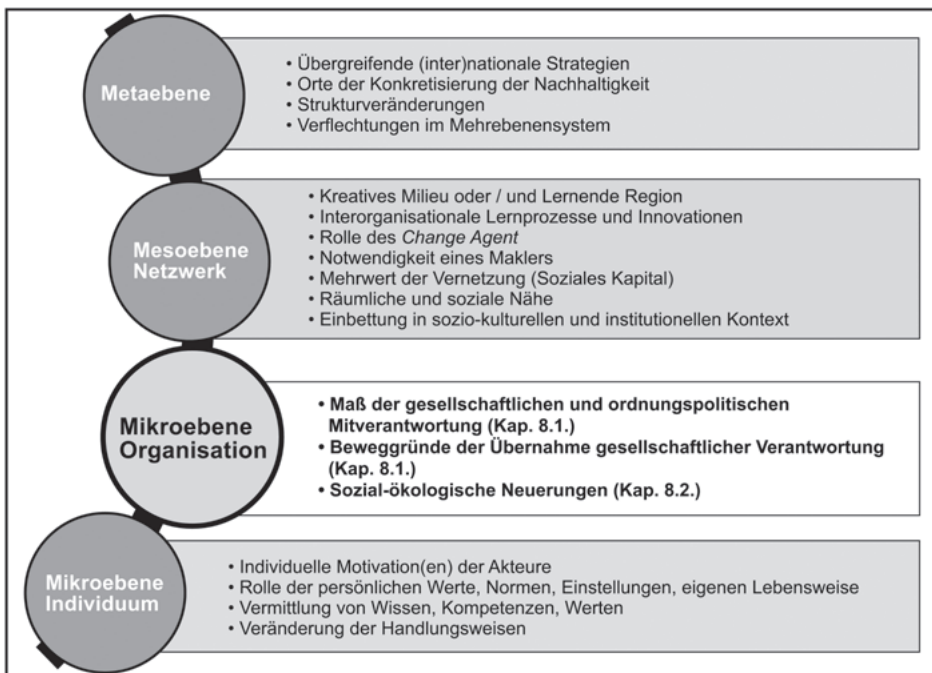 Metaebene
• Übergreifende (inter)nationale Strategien
• Orte der Konkretisierung der Nachhaltigkeit
• Strukturveränderungen
• Verflechtungen im Mehrebenensystem
Mesoebene
Netzwerk
• Kreatives Milieu oder / und Lernende Region
• Interorganisationale Lernprozesse und Innovationen
• Rolle des Change Agent
• Notwendigkeit eines Maklers
• Mehrwert der Vernetzung (Soziales Kapital)
• Räumliche und soziale Nähe
• Einbettung in sozio-kulturellen und institutionellen Kontext
Mikroebene
Organisation
• Maß der gesellschaftlichen und ordnungspolitischen
Mitverantwortung (Kap. 8.1.)
• Beweggründe der Übernahme gesellschaftlicher Verantwortung
(Kap. 8.1.)
• Sozial-ökologische Neuerungen (Kap. 8.2.)
Mikroebene
Individuum
• Individuelle Motivation(en) der Akteure
• Rolle der persönlichen Werte, Normen, Einstellungen, eigenen Lebensweise
• Vermittlung von Wissen, Kompetenzen, Werten
• Veränderung der Handlungsweisen